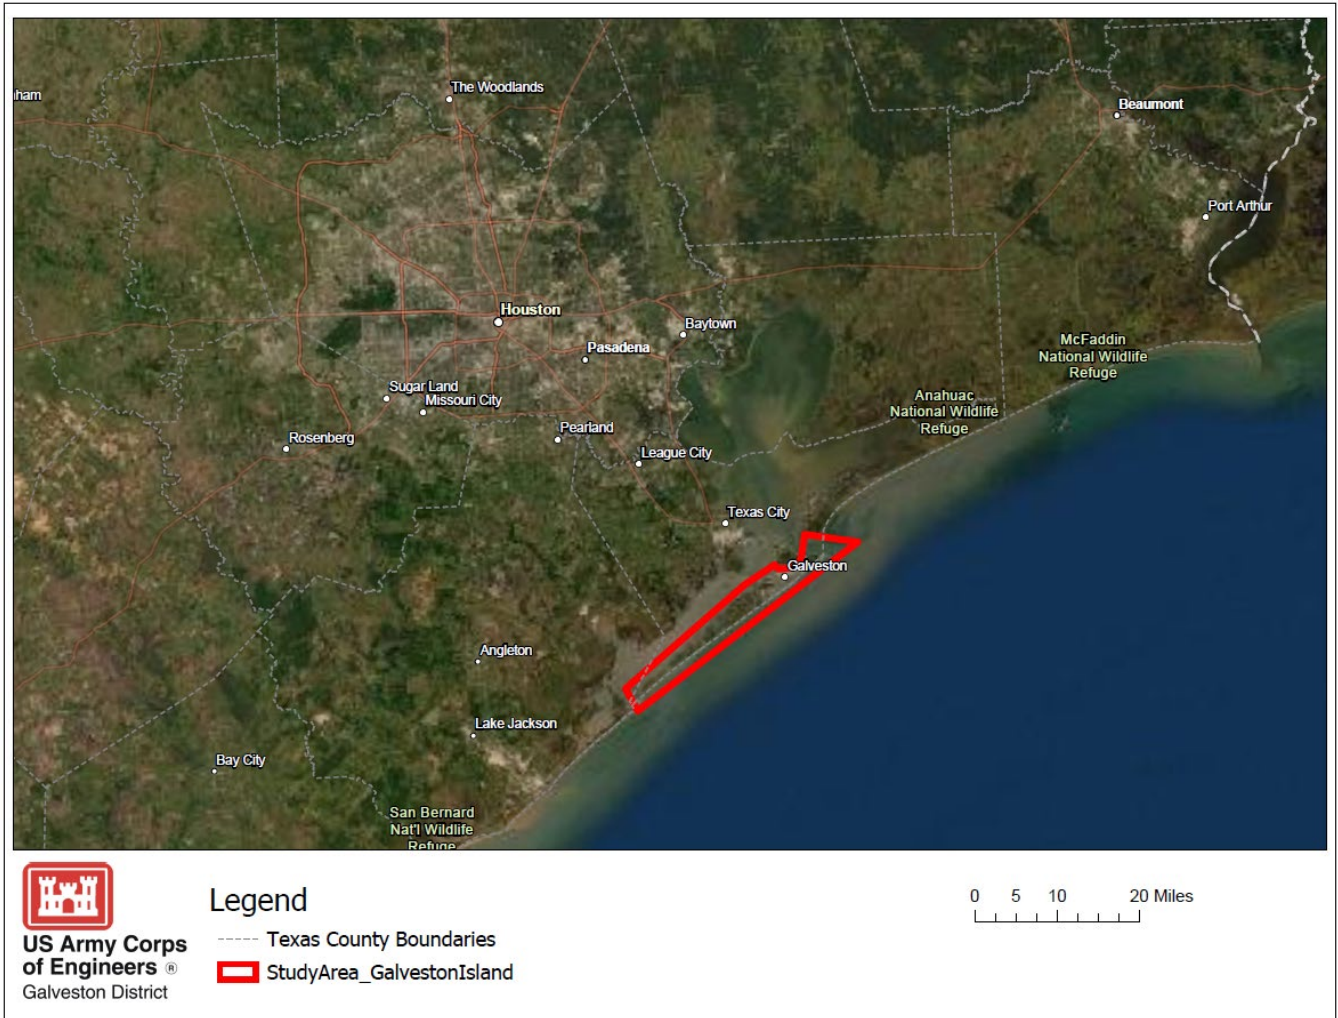 ham
The Woodlands
Beaumont
Port Arthur
Houston
Baytown
Pasadena
McFaddin
National Wildlife
Refuge
Sugar Land
Missouri City
Anahuac
National Wildlife
Refuge
Pearland
Rosenberg
League City
Texas City
Galveston
Angleton
Lake Jackson
Bay City
San Bernard
Nat'l Wildlife
Refuge
US Army Corps
of Engineers ®
Galveston District
Legend
Texas County Boundaries
StudyArea_GalvestonIsland
0 5 10 20 Miles